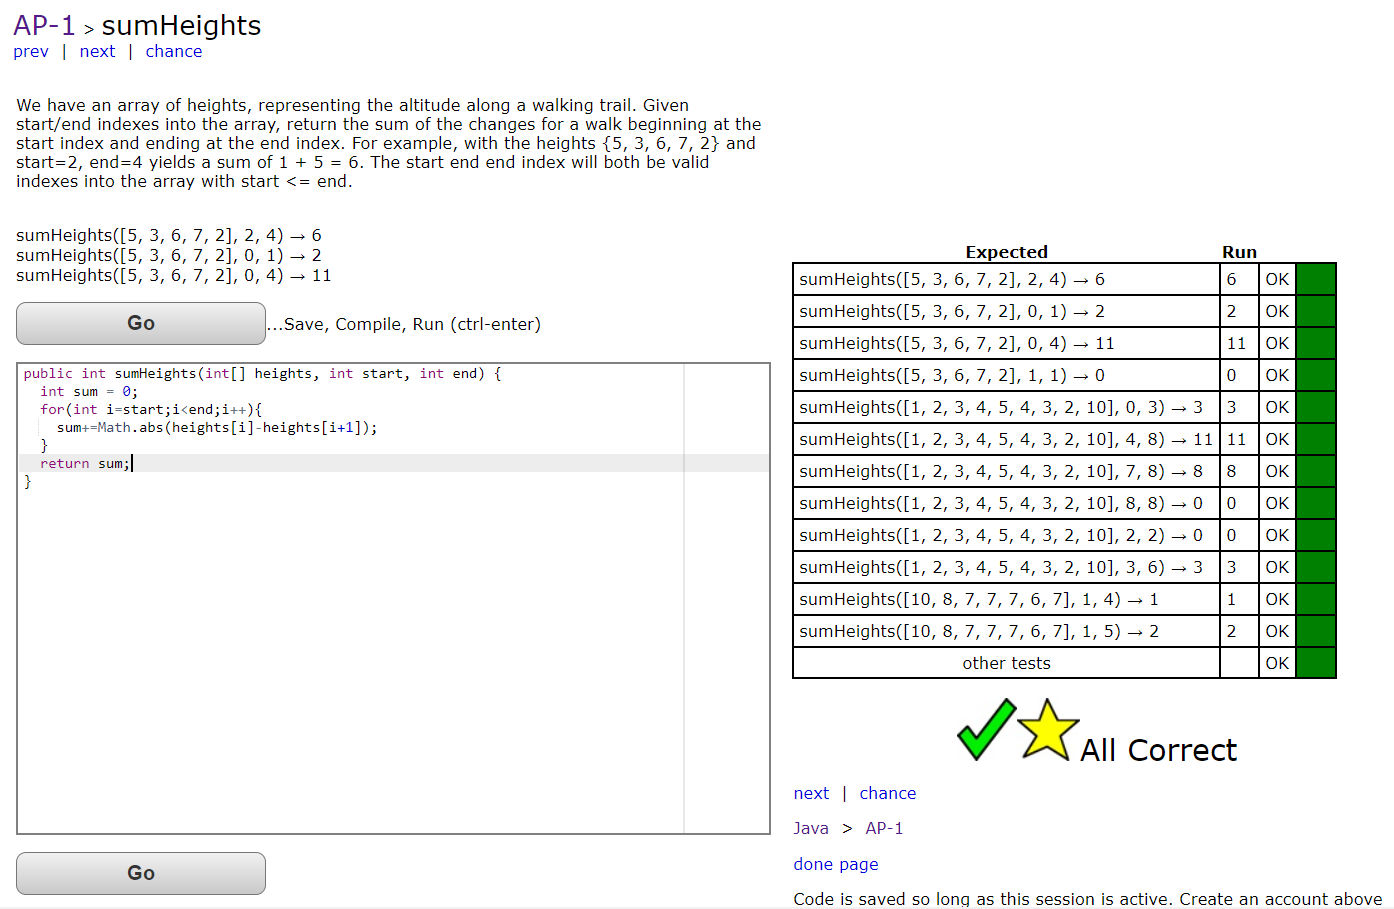 AP-1 > sumHeights
prev | next | chance
We have an array of heights, representing the altitude along a walking trail. Given
start/end indexes into the array, return the sum of the changes for a walk beginning at the
start index and ending at the end index. For example, with the heights {5, 3, 6, 7, 2} and
start=2, end=4 yields a sum of 1 + 5 = 6. The start end end index will both be valid
indexes into the array with start <= end.
sumHeights([5, 3, 6, 7, 2], 2, 4) → 6
sumHeights([5, 3, 6, 7, 2], 0, 1) → 2
sumHeights([5, 3, 6, 7, 2], 0, 4) → 11
Go ...Save, Compile, Run (ctrl-enter)
public int sumHeights(int[] heights, int start, int end) {
  int sum = 0;
  for(int i=start;i<end;i++){
    sum+=Math.abs(heights[i]-heights[i+1]);
  }
  return sum;
}
Go
Expected Run
sumHeights([5, 3, 6, 7, 2], 2, 4) → 6 6 OK
sumHeights([5, 3, 6, 7, 2], 0, 1) → 2 2 OK
sumHeights([5, 3, 6, 7, 2], 0, 4) → 11 11 OK
sumHeights([5, 3, 6, 7, 2], 1, 1) → 0 0 OK
sumHeights([1, 2, 3, 4, 5, 4, 3, 2, 10], 0, 3) → 3 3 OK
sumHeights([1, 2, 3, 4, 5, 4, 3, 2, 10], 4, 8) → 11 11 OK
sumHeights([1, 2, 3, 4, 5, 4, 3, 2, 10], 7, 8) → 8 8 OK
sumHeights([1, 2, 3, 4, 5, 4, 3, 2, 10], 8, 8) → 0 0 OK
sumHeights([1, 2, 3, 4, 5, 4, 3, 2, 10], 2, 2) → 0 0 OK
sumHeights([1, 2, 3, 4, 5, 4, 3, 2, 10], 3, 6) → 3 3 OK
sumHeights([10, 8, 7, 7, 7, 6, 7], 1, 4) → 1 1 OK
sumHeights([10, 8, 7, 7, 7, 6, 7], 1, 5) → 2 2 OK
other tests OK
All Correct
next | chance
Java > AP-1
done page
Code is saved so long as this session is active. Create an account above